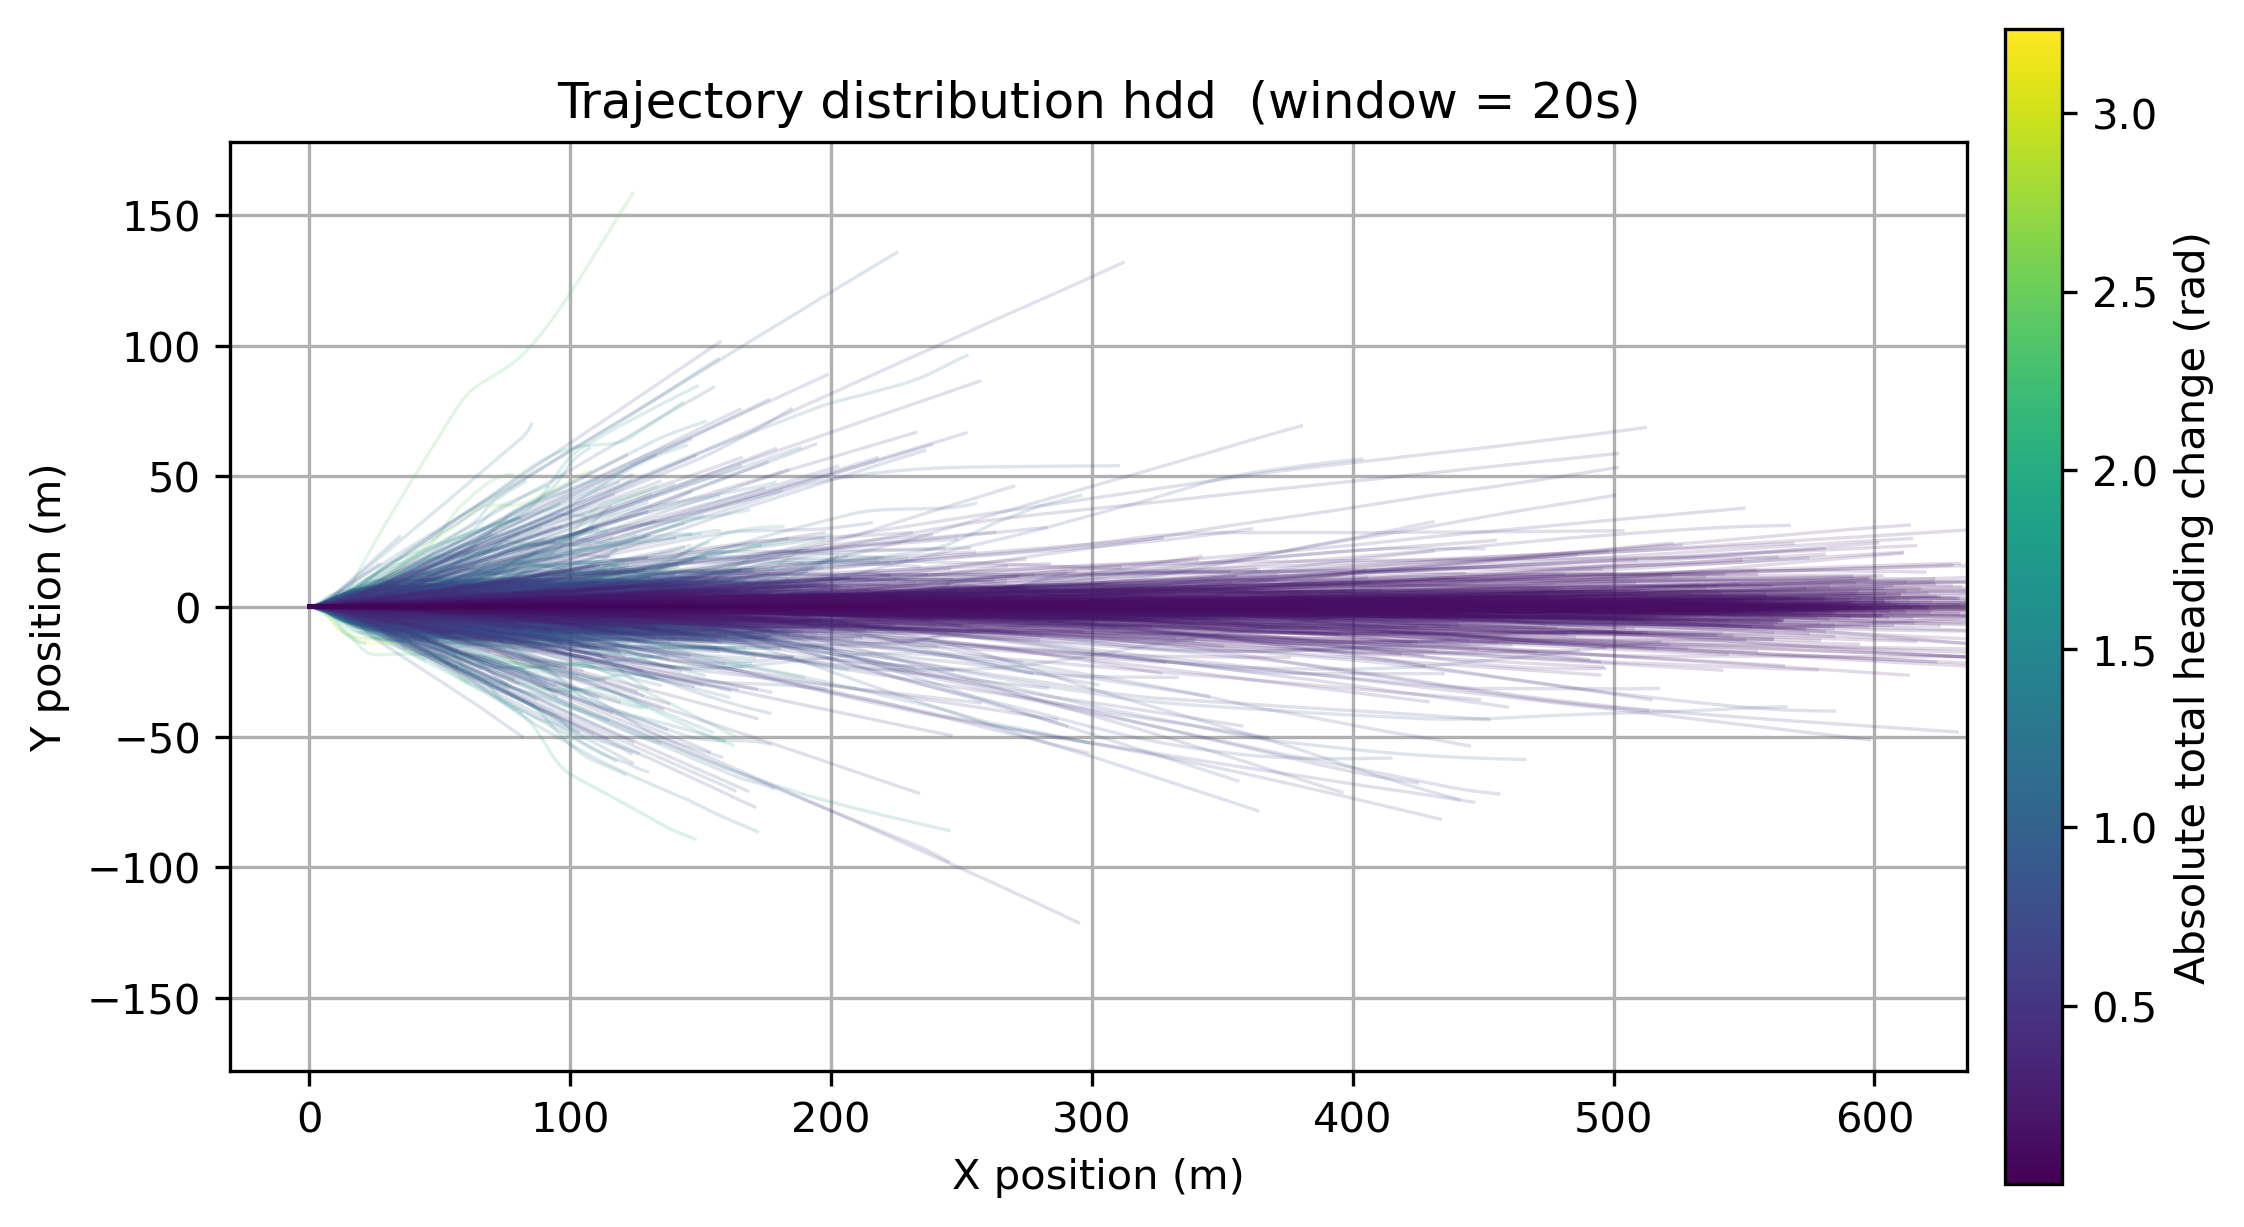 Trajectory distribution hdd  (window = 20s)
150
100
50
0
−50
−100
−150
Y position (m)
0 100 200 300 400 500 600
X position (m)
3.0
2.5
2.0
1.5
1.0
0.5
Absolute total heading change (rad)